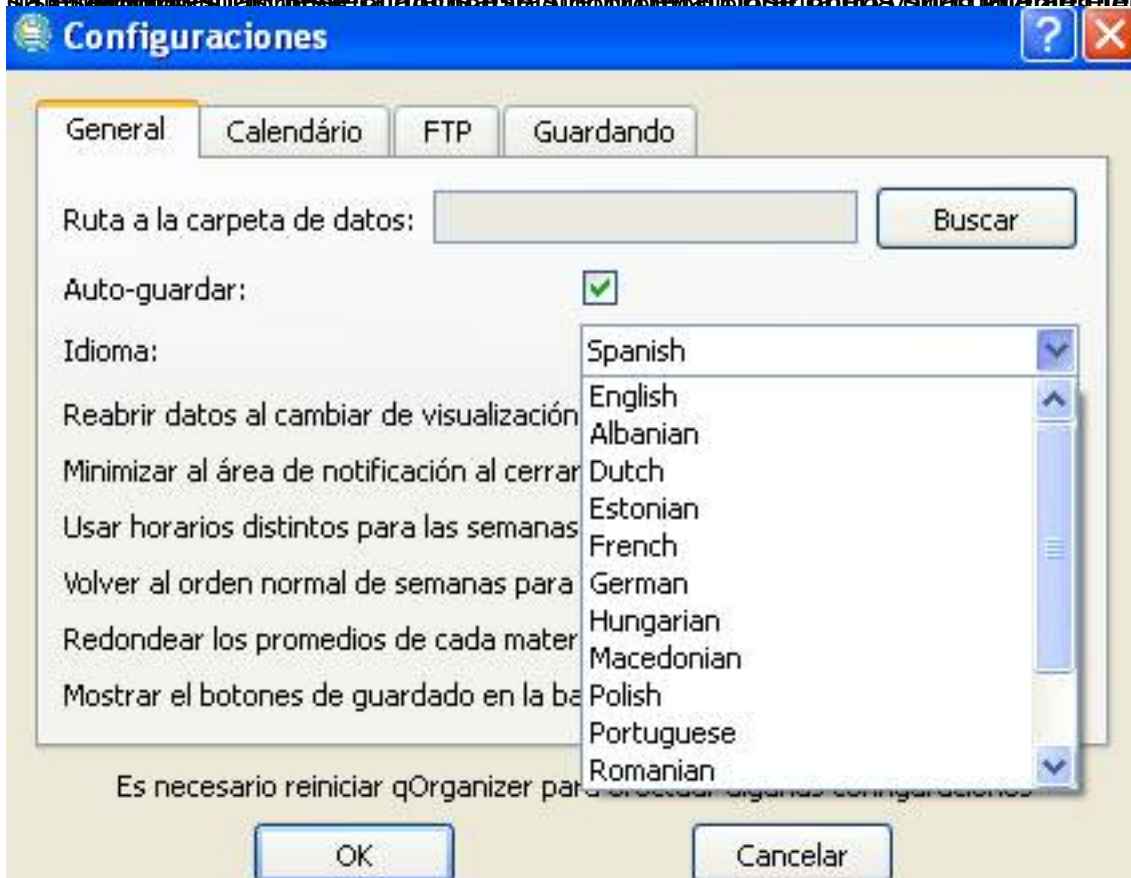 Configuraciones
General Calendário FTP Guardando
Ruta a la carpeta de datos: Buscar
Auto-guardar:
Idioma: Spanish
Reabrir datos al cambiar de visualización
Minimizar al área de notificación al cerrar
Usar horarios distintos para las semanas
Volver al orden normal de semanas para
Redondear los promedios de cada mater
Mostrar el botones de guardado en la ba
English
Albanian
Dutch
Estonian
French
German
Hungarian
Macedonian
Polish
Portuguese
Romanian
Es necesario reiniciar qOrganizer para
OK Cancelar